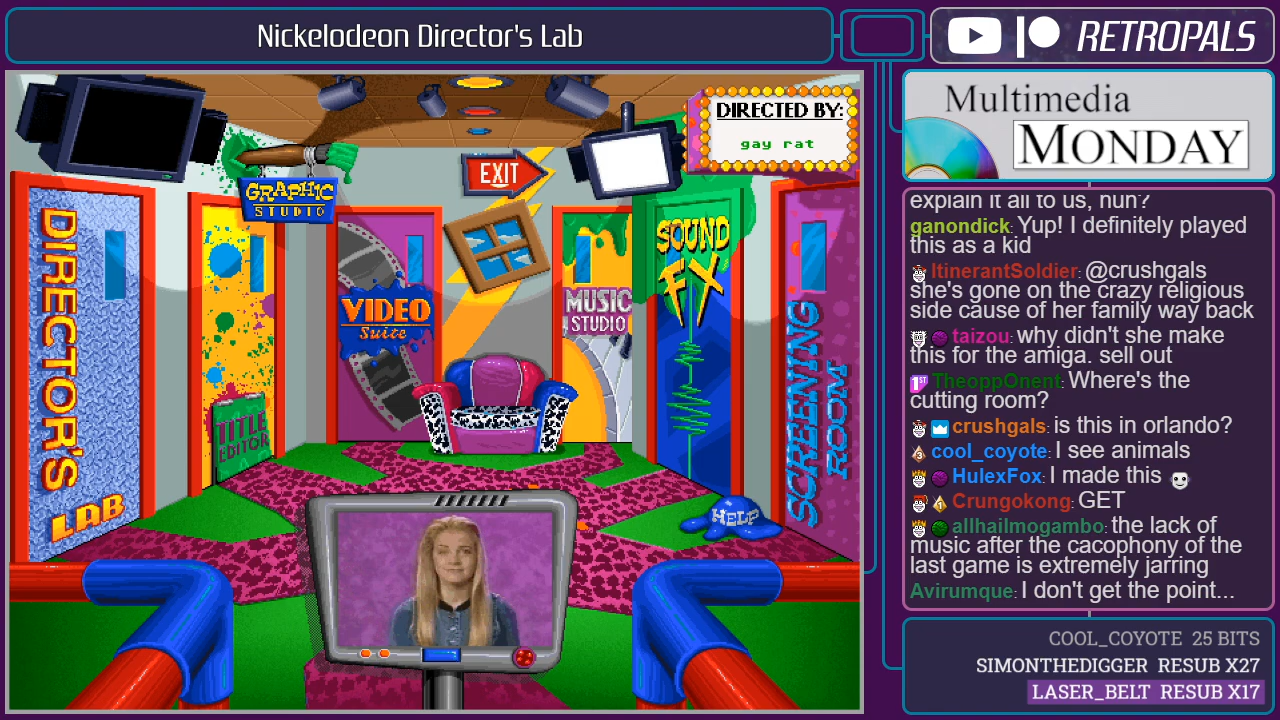 Nickelodeon Director's Lab
RETROPALS
DIRECTED BY:
gay rat
EXIT
GRAPHIC
STUDIO
DIRECTOR'S
LAB
TITLE
EDITOR
VIDEO
Suite
MUSIC
STUDIO
SOUND
FX
SCREENING
ROOM
HELP
Multimedia
MONDAY
explain it all to us, huh?
ganondick: Yup! I definitely played
this as a kid
ItinerantSoldier: @crushgals
she's gone on the crazy religious
side cause of her family way back
taizou: why didn't she make
this for the amiga. sell out
1ST TheoppOnent: Where's the
cutting room?
crushgals: is this in orlando?
cool_coyote: I see animals
HulexFox: I made this
Crungokong: GET
allhailmogambo: the lack of
music after the cacophony of the
last game is extremely jarring
Avirumque: I don't get the point...
COOL_COYOTE 25 BITS
SIMONTHEDIGGER RESUB X27
LASER_BELT RESUB X17